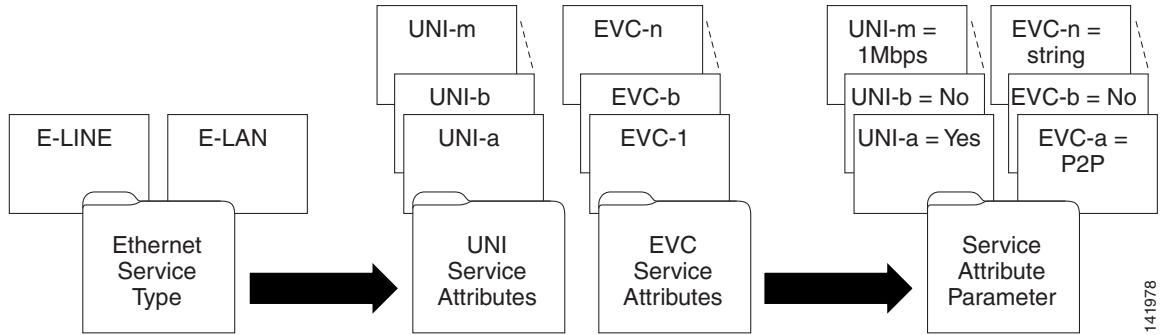 UNI-m
EVC-n
UNI-m =
1Mbps
EVC-n =
string
UNI-b
EVC-b
UNI-b = No
EVC-b = No
E-LINE
E-LAN
UNI-a
EVC-1
UNI-a = Yes
EVC-a =
P2P
Ethernet
Service
Type
UNI
Service
Attributes
EVC
Service
Attributes
Service
Attribute
Parameter
141978